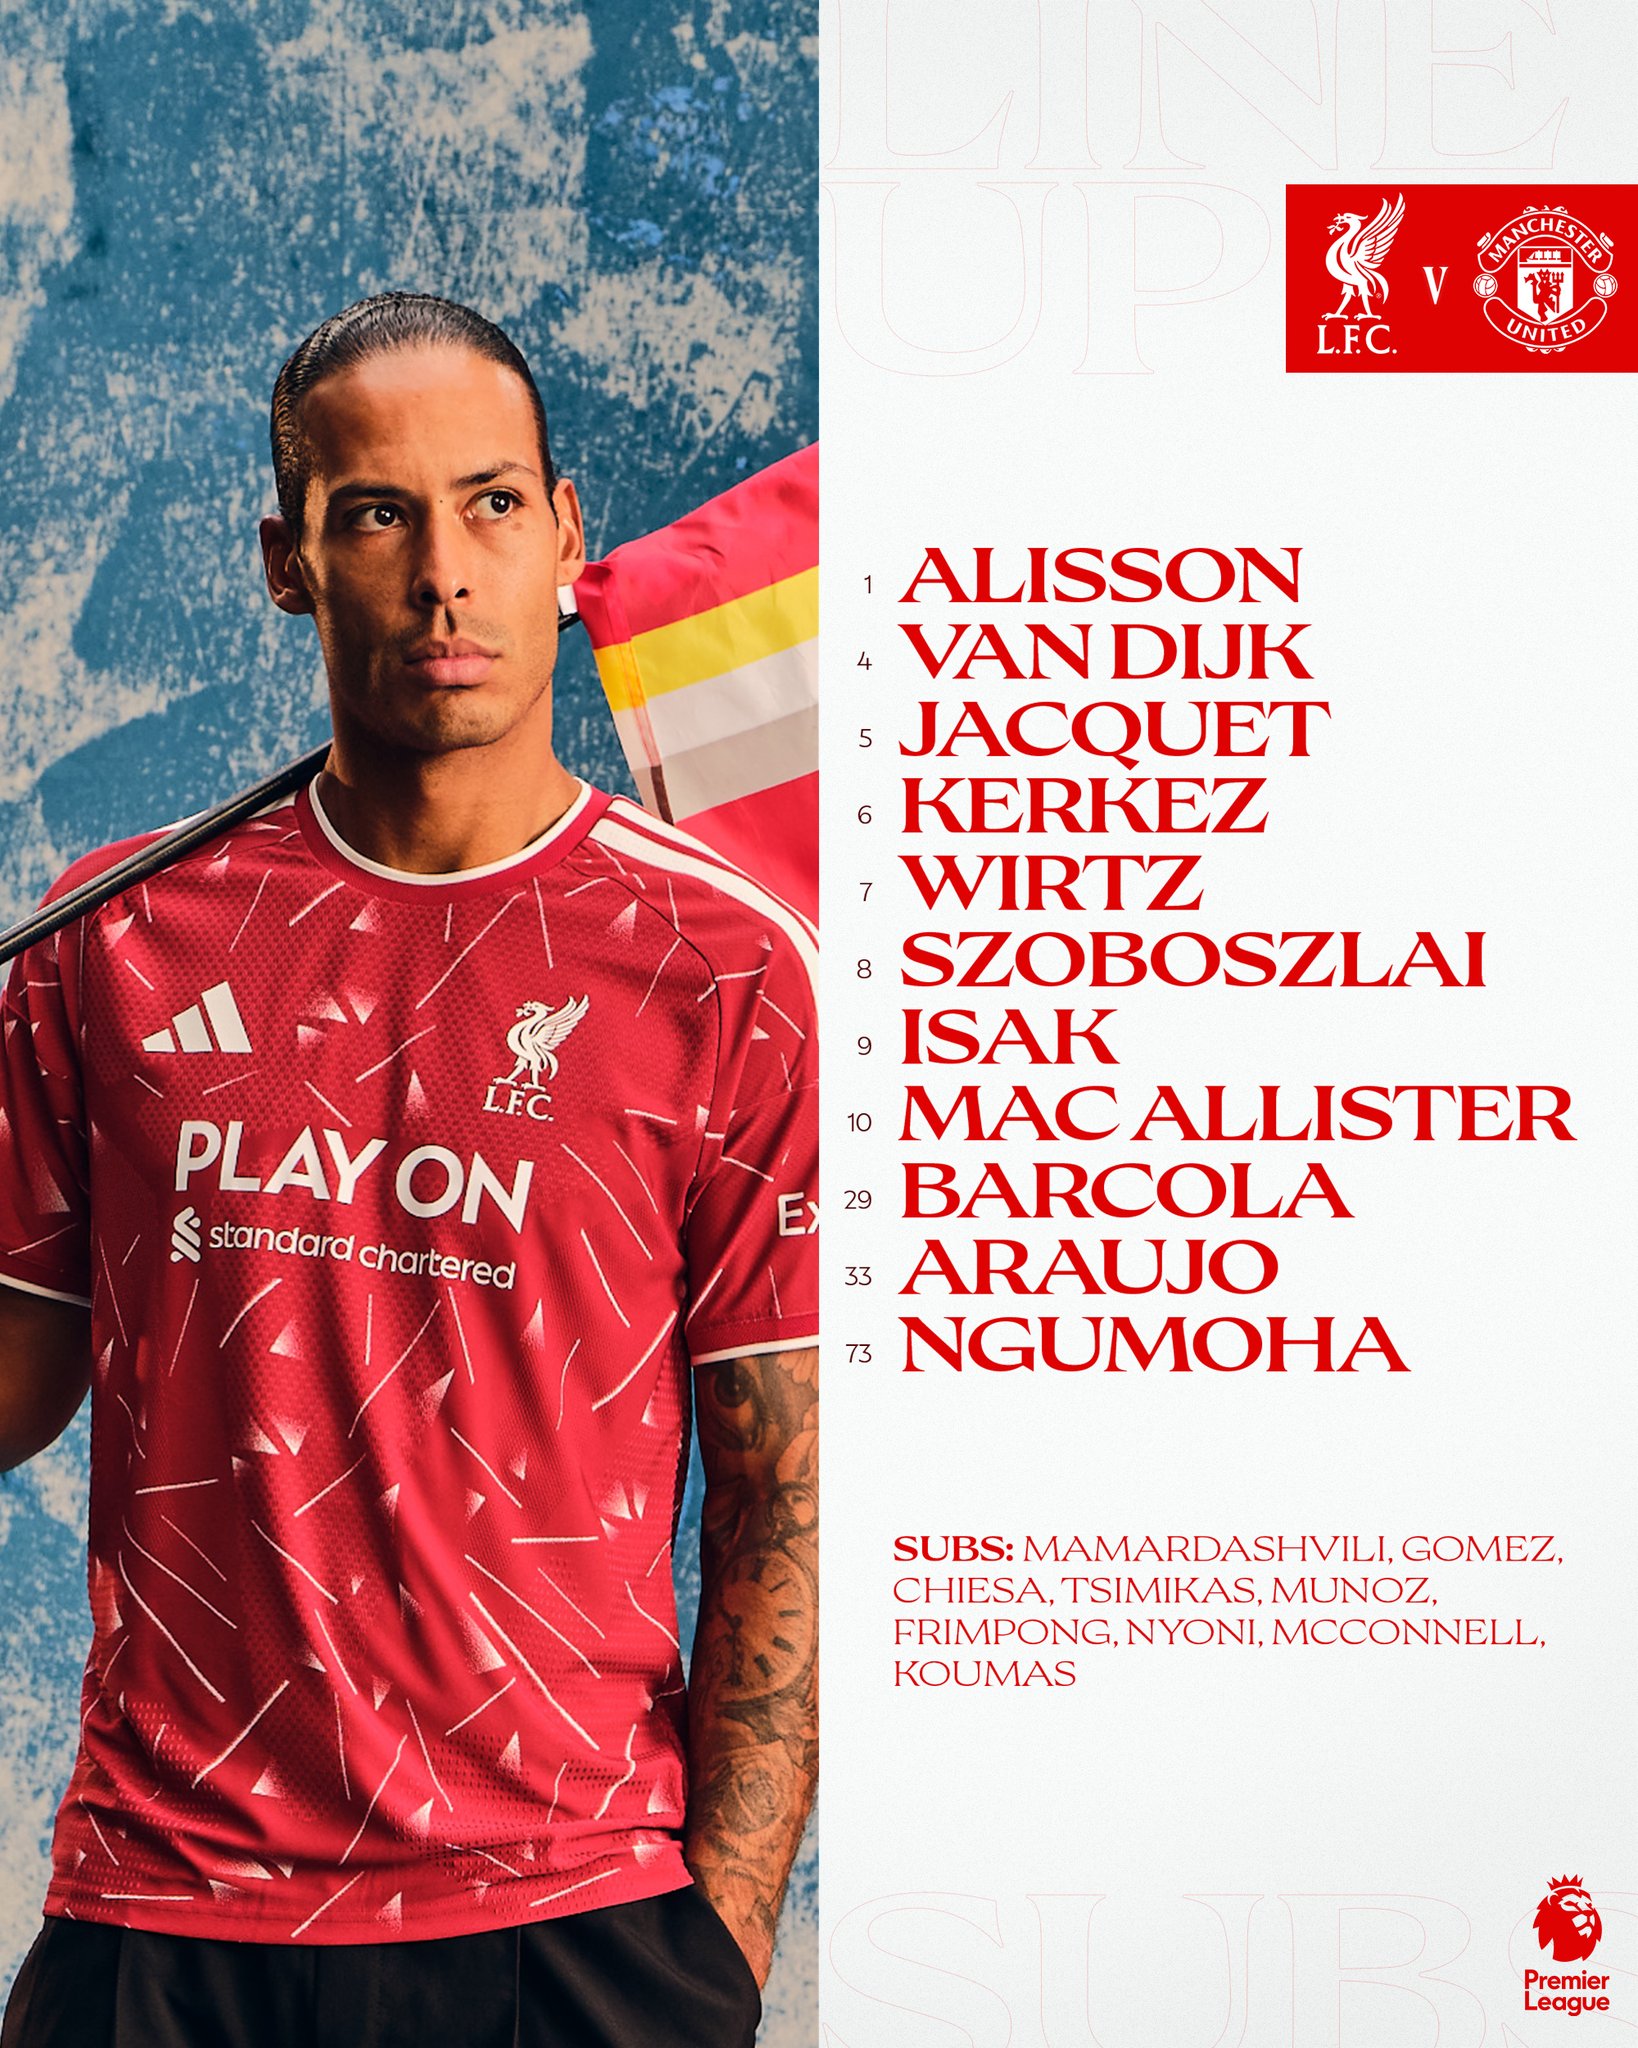 LINE
UP
L.F.C.
V
MANCHESTER
UNITED
1 ALISSON
4 VAN DIJK
5 JACQUET
6 KERKEZ
7 WIRTZ
8 SZOBOSZLAI
9 ISAK
10 MAC ALLISTER
29 BARCOLA
33 ARAUJO
73 NGUMOHA
SUBS: MAMARDASHVILI, GOMEZ,
CHIESA, TSIMIKAS, MUNOZ,
FRIMPONG, NYONI, MCCONNELL,
KOUMAS
SUBS
Premier
League
L.F.C.
PLAY ON
standard chartered
Ex